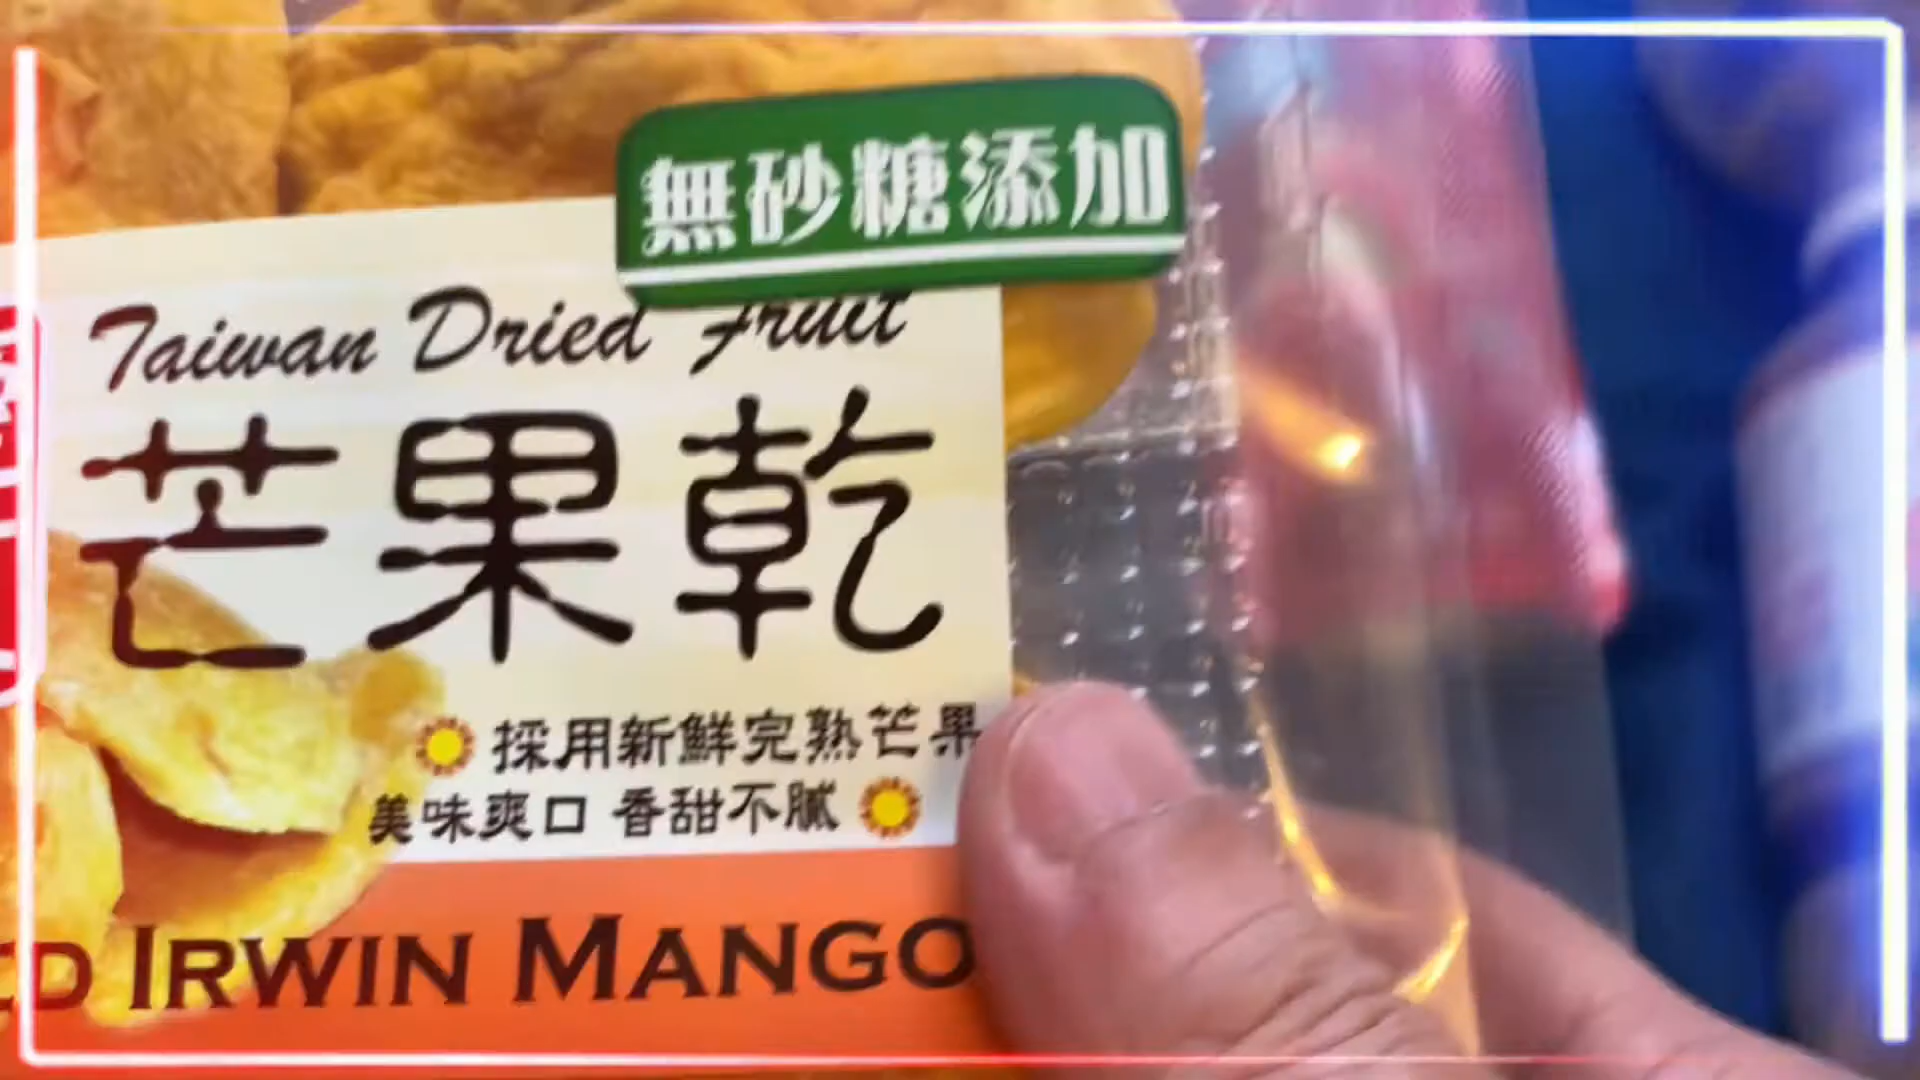 無砂糖添加
Taiwan Dried Fruit
芒果乾
採用新鮮完熟芒果
美味爽口 香甜不膩
IRWIN MANGO